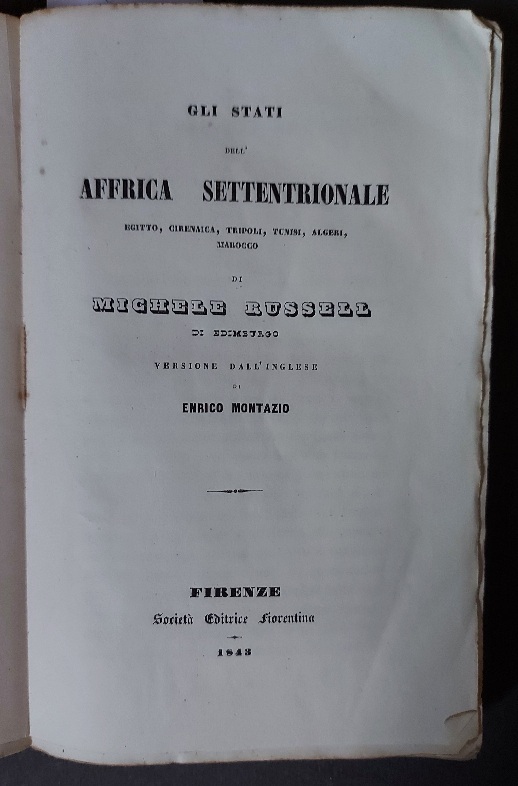 GLI STATI
DELL'
AFFRICA SETTENTRIONALE
EGITTO, CIRENAICA, TRIPOLI, TUNISI, ALGERI,
MAROCCO
DI
MICHELE RUSSELL
DI EDIMBURGO
VERSIONE DALL'INGLESE
DI
ENRICO MONTAZIO
FIRENZE
Società Editrice Fiorentina
1843